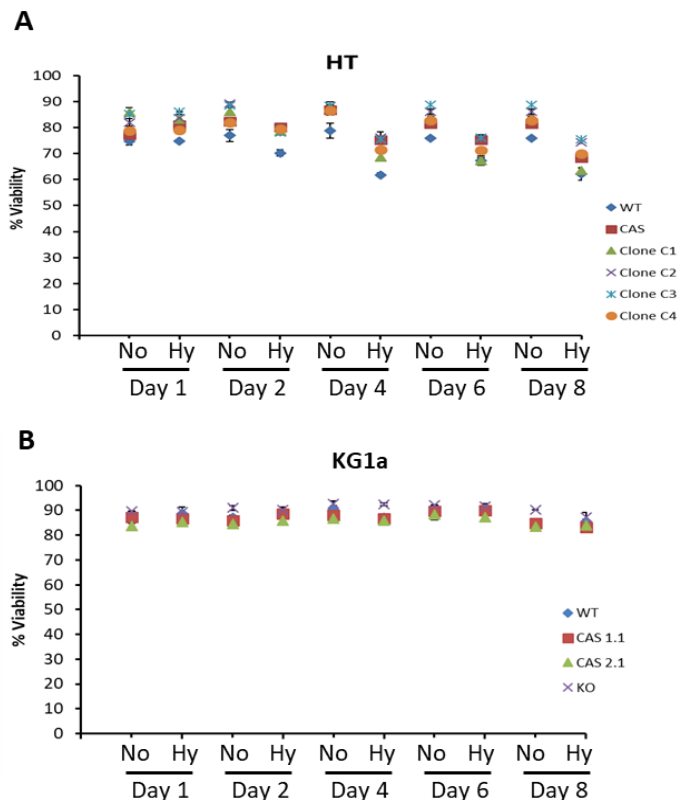 A
HT
100
90
80
70
60
50
40
30
20
10
0
% Viability
WT
CAS
Clone C1
Clone C2
Clone C3
Clone C4
No Hy No Hy No Hy No Hy No Hy
Day 1 Day 2 Day 4 Day 6 Day 8
B
KG1a
100
90
80
70
60
50
40
30
20
10
0
% Viability
WT
CAS 1.1
CAS 2.1
KO
No Hy No Hy No Hy No Hy No Hy
Day 1 Day 2 Day 4 Day 6 Day 8